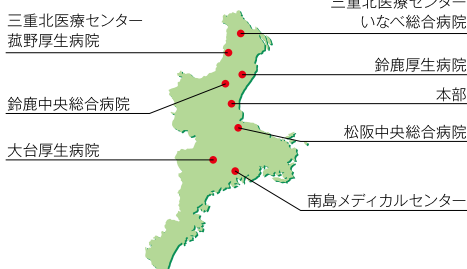 三重北医療センター
いなべ総合病院
三重北医療センター
菰野厚生病院
鈴鹿厚生病院
本部
鈴鹿中央総合病院
松阪中央総合病院
大台厚生病院
南島メディカルセンター